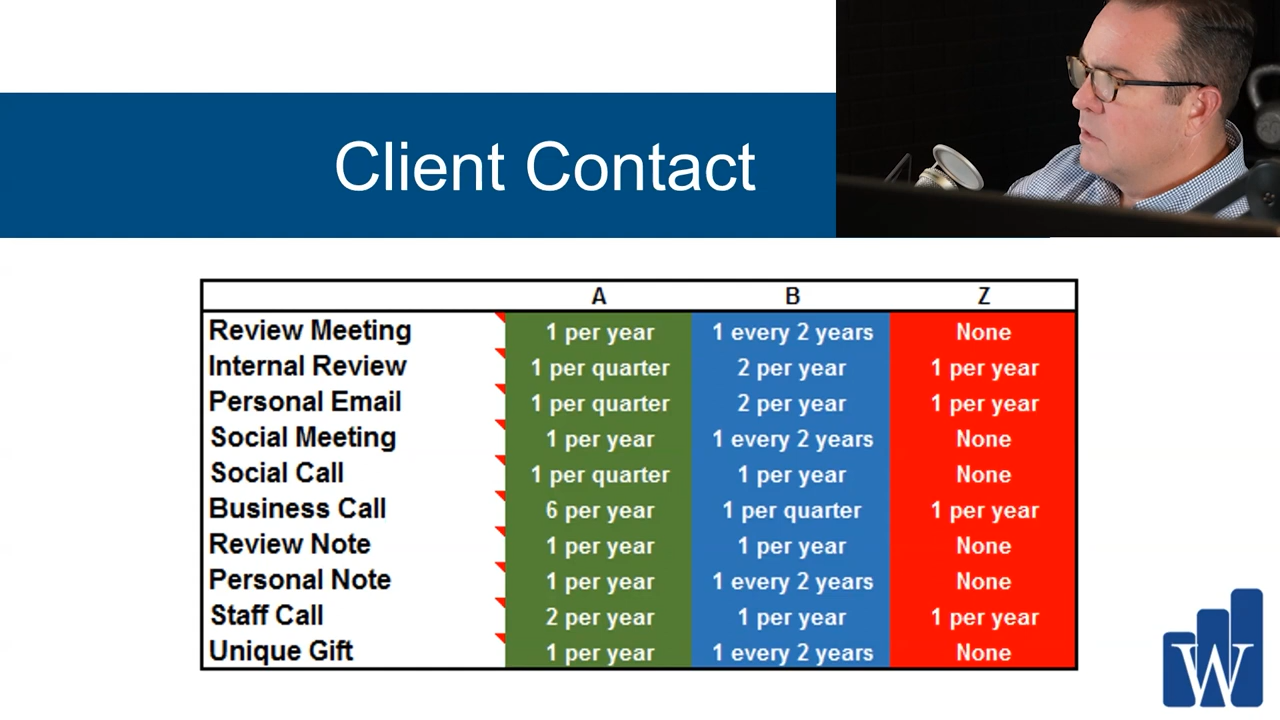 Client Contact
A B Z
Review Meeting 1 per year 1 every 2 years None
Internal Review 1 per quarter 2 per year 1 per year
Personal Email 1 per quarter 2 per year 1 per year
Social Meeting 1 per year 1 every 2 years None
Social Call 1 per quarter 1 per year None
Business Call 6 per year 1 per quarter 1 per year
Review Note 1 per year 1 per year None
Personal Note 1 per year 1 every 2 years None
Staff Call 2 per year 1 per year 1 per year
Unique Gift 1 per year 1 every 2 years None
W